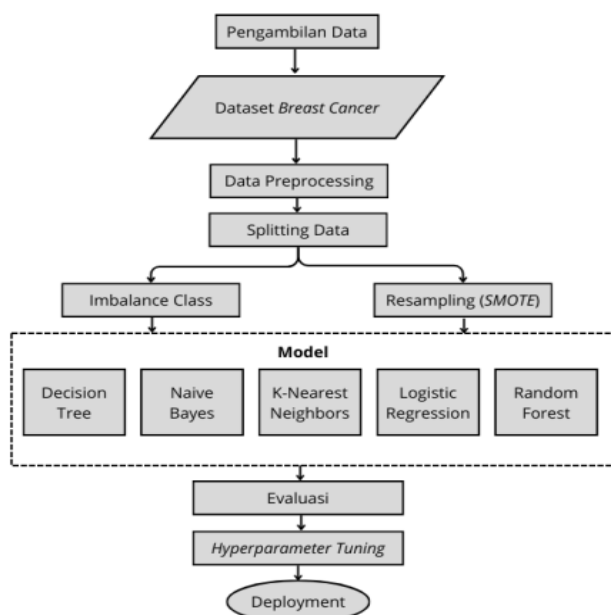 Pengambilan Data
Dataset Breast Cancer
Data Preprocessing
Splitting Data
Imbalance Class
Resampling (SMOTE)
Model
Decision
Tree
Naive
Bayes
K-Nearest
Neighbors
Logistic
Regression
Random
Forest
Evaluasi
Hyperparameter Tuning
Deployment